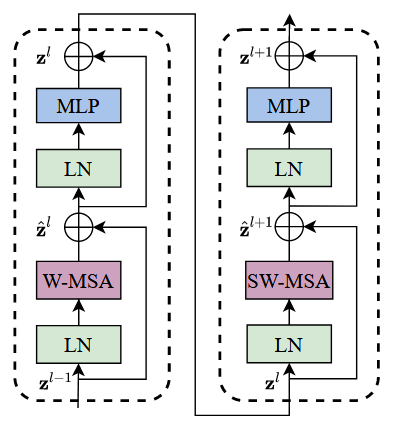 z^l
MLP
LN
ẑ^l
W-MSA
LN
z^{l-1}
z^{l+1}
MLP
LN
ẑ^{l+1}
SW-MSA
LN
z^l